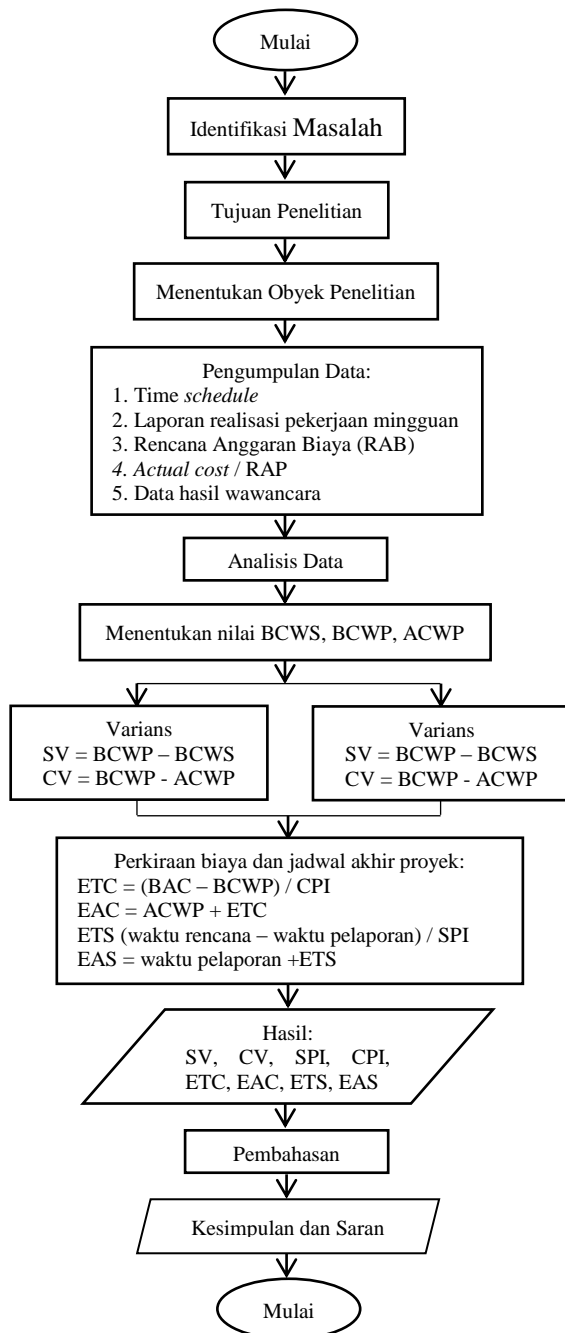 Mulai
Identifikasi Masalah
Tujuan Penelitian
Menentukan Obyek Penelitian
Pengumpulan Data:
1. Time schedule
2. Laporan realisasi pekerjaan mingguan
3. Rencana Anggaran Biaya (RAB)
4. Actual cost / RAP
5. Data hasil wawancara
Analisis Data
Menentukan nilai BCWS, BCWP, ACWP
Varians
SV = BCWP – BCWS
CV = BCWP - ACWP
Varians
SV = BCWP – BCWS
CV = BCWP - ACWP
Perkiraan biaya dan jadwal akhir proyek:
ETC = (BAC – BCWP) / CPI
EAC = ACWP + ETC
ETS (waktu rencana – waktu pelaporan) / SPI
EAS = waktu pelaporan +ETS
Hasil:
SV, CV, SPI, CPI,
ETC, EAC, ETS, EAS
Pembahasan
Kesimpulan dan Saran
Mulai